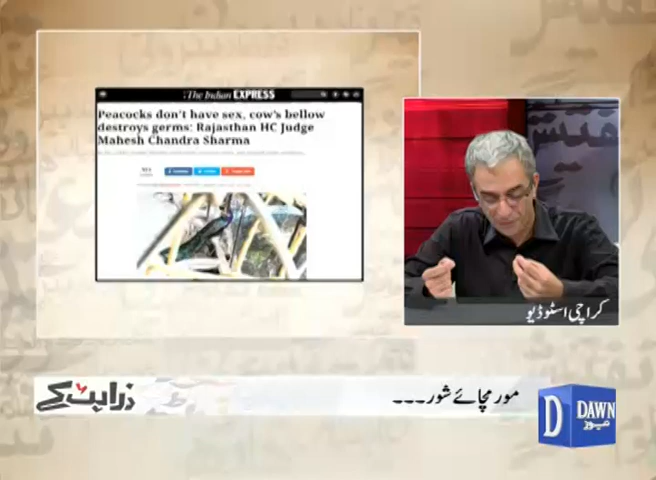 The Indian EXPRESS
Peacocks don't have sex, cow's bellow
destroys germs: Rajasthan HC Judge
Mahesh Chandra Sharma
کراچی اسٹوڈیو
مور مچائے شور۔۔۔
ذرا ہٹ کے
D DAWN
نیوز